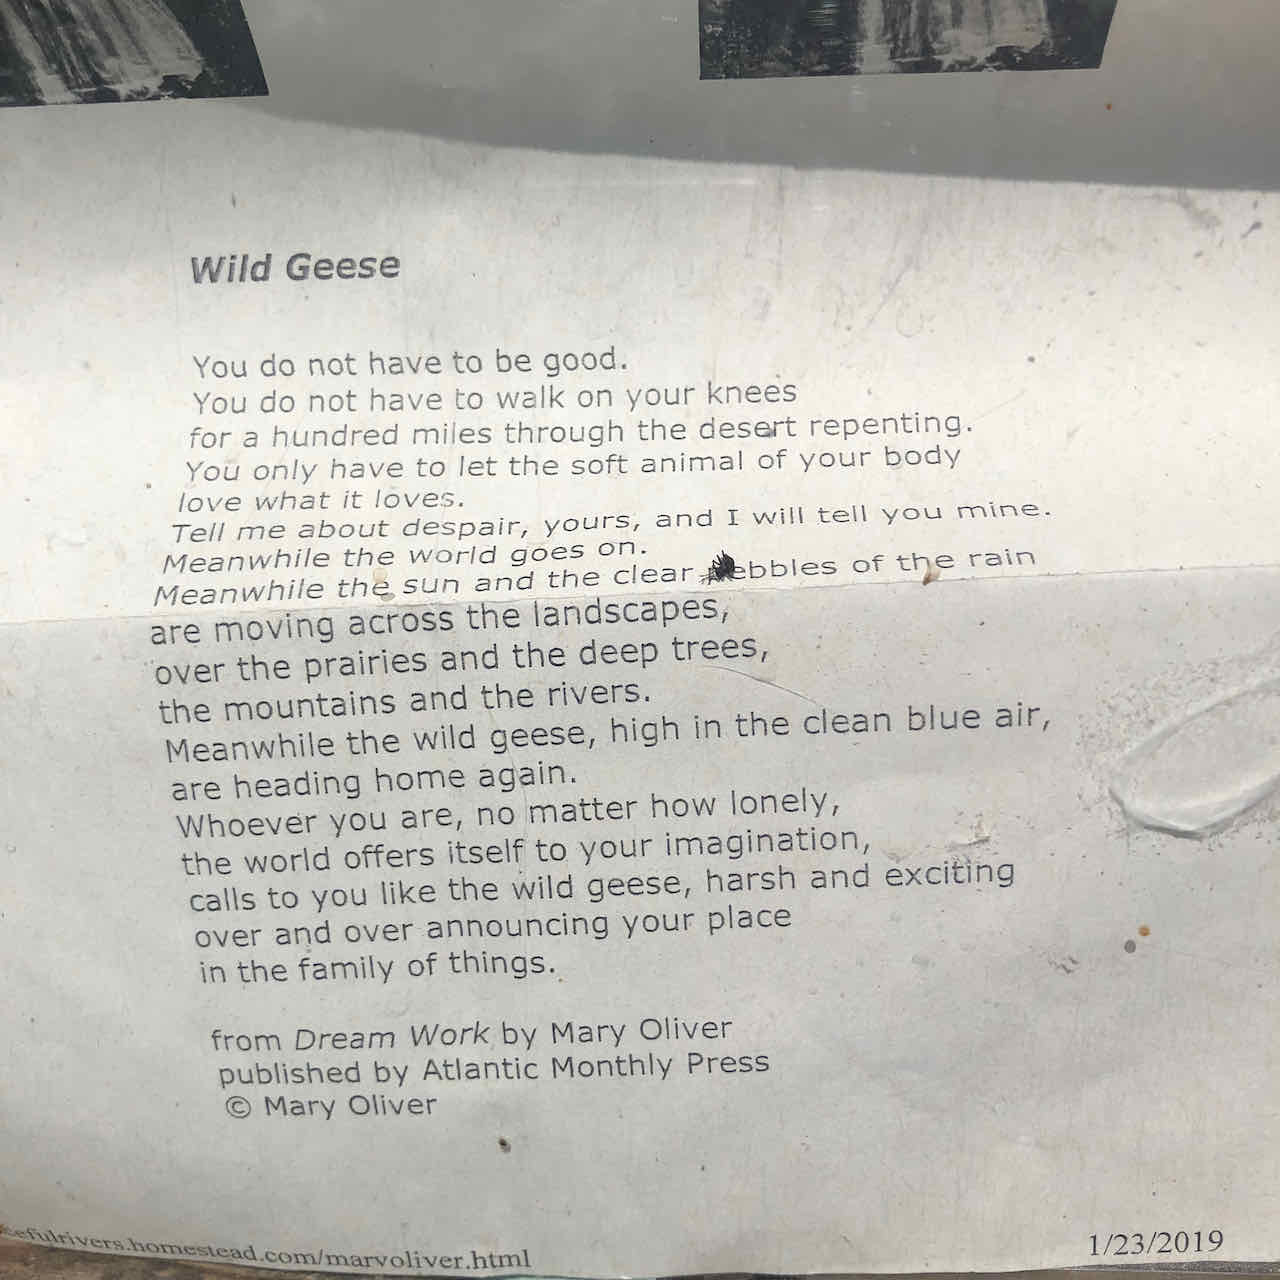 Wild Geese
You do not have to be good.
You do not have to walk on your knees
for a hundred miles through the desert repenting.
You only have to let the soft animal of your body
love what it loves.
Tell me about despair, yours, and I will tell you mine.
Meanwhile the world goes on.
Meanwhile the sun and the clear pebbles of the rain
are moving across the landscapes,
over the prairies and the deep trees,
the mountains and the rivers.
Meanwhile the wild geese, high in the clean blue air,
are heading home again.
Whoever you are, no matter how lonely,
the world offers itself to your imagination,
calls to you like the wild geese, harsh and exciting
over and over announcing your place
in the family of things.
from Dream Work by Mary Oliver
published by Atlantic Monthly Press
© Mary Oliver
eefulrivers.homestead.com/maryoliver.html
1/23/2019